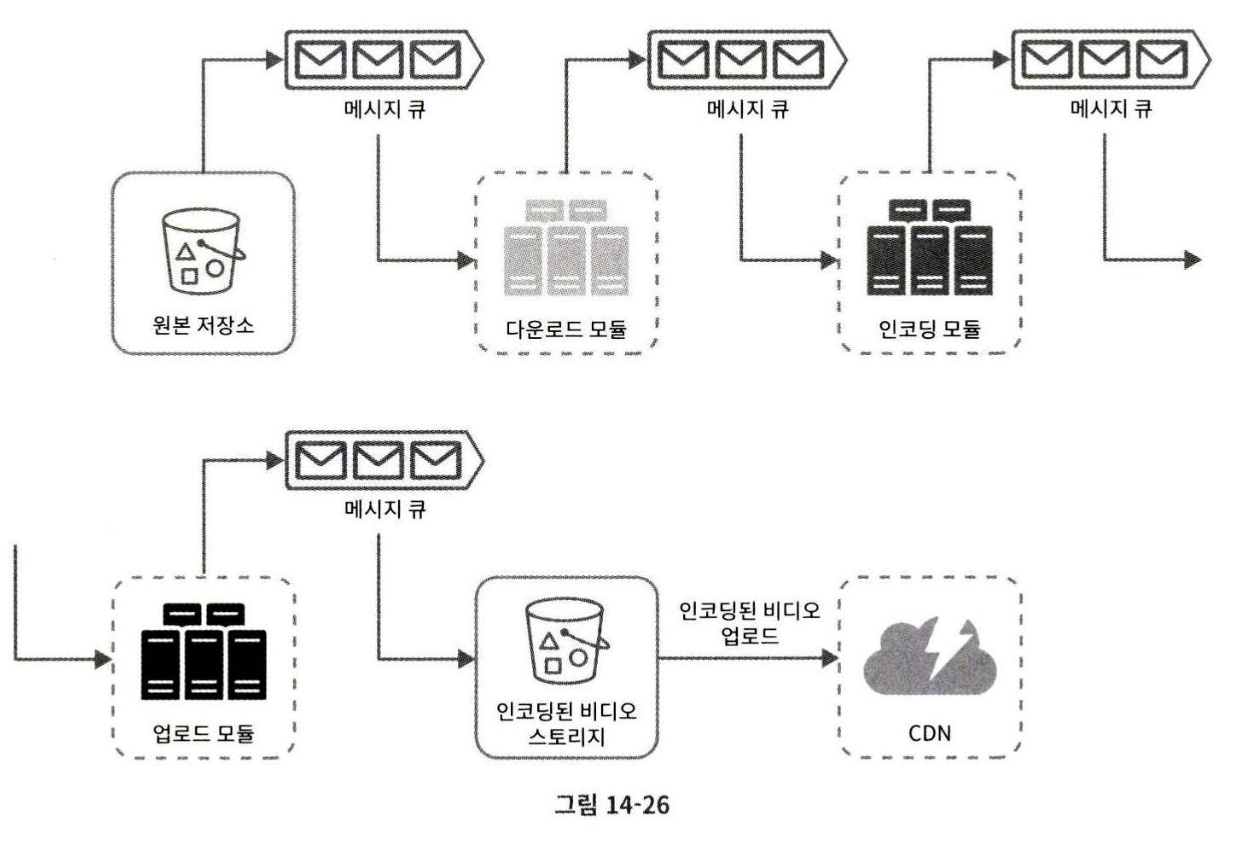 메시지 큐
메시지 큐
메시지 큐
원본 저장소
다운로드 모듈
인코딩 모듈
메시지 큐
인코딩된 비디오
업로드
업로드 모듈
인코딩된 비디오
스토리지
CDN
그림 14-26